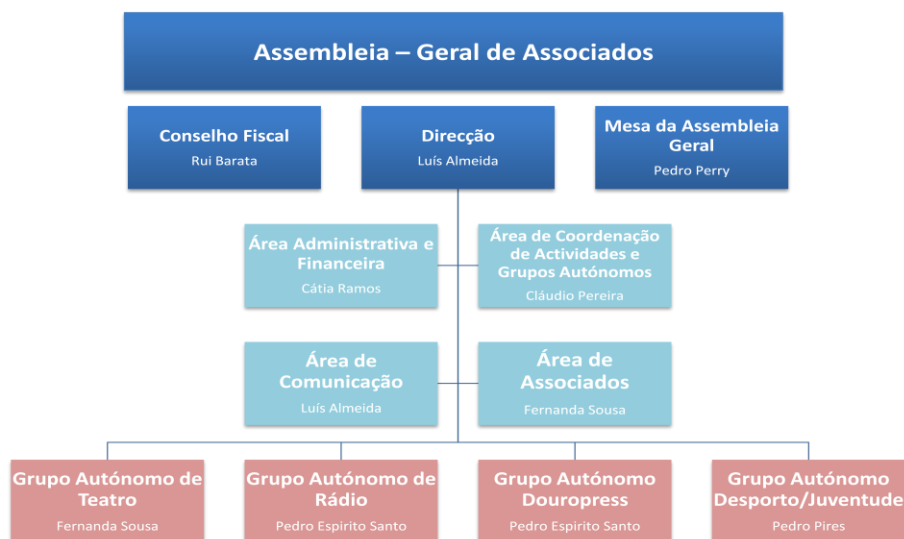 Assembleia – Geral de Associados
Conselho Fiscal
Rui Barata
Direcção
Luís Almeida
Mesa da Assembleia
Geral
Pedro Perry
Área Administrativa e
Financeira
Cátia Ramos
Área de Coordenação
de Actividades e
Grupos Autónomos
Cláudio Pereira
Área de
Comunicação
Luís Almeida
Área de
Associados
Fernanda Sousa
Grupo Autónomo de
Teatro
Fernanda Sousa
Grupo Autónomo de
Rádio
Pedro Espirito Santo
Grupo Autónomo
Douropress
Pedro Espirito Santo
Grupo Autónomo
Desporto/Juventude
Pedro Pires